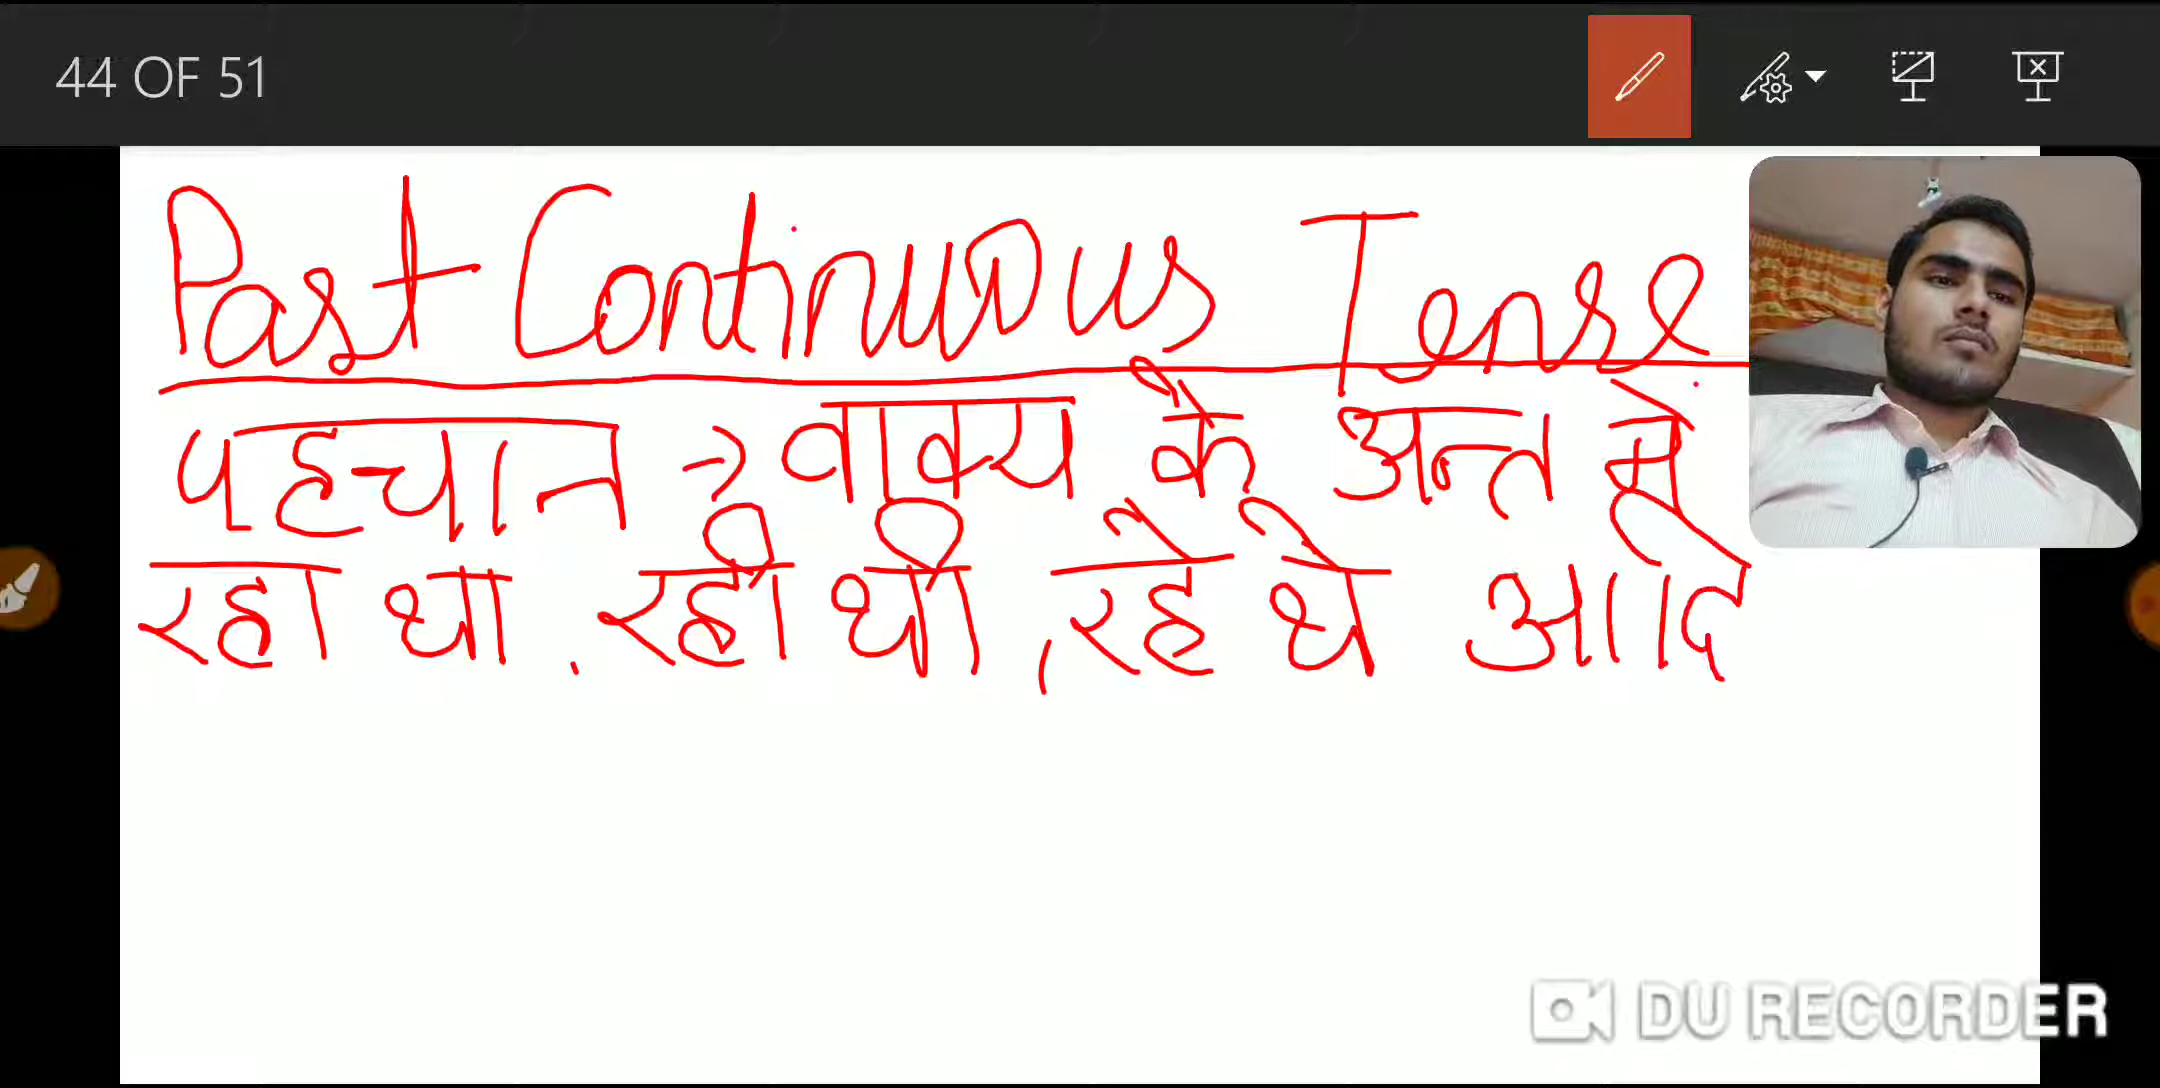 44 OF 51
Past Continuous Tense
पहचान → वाक्य के अन्त में
रहा था . रही थी , रहे थे आदि
DU RECORDER